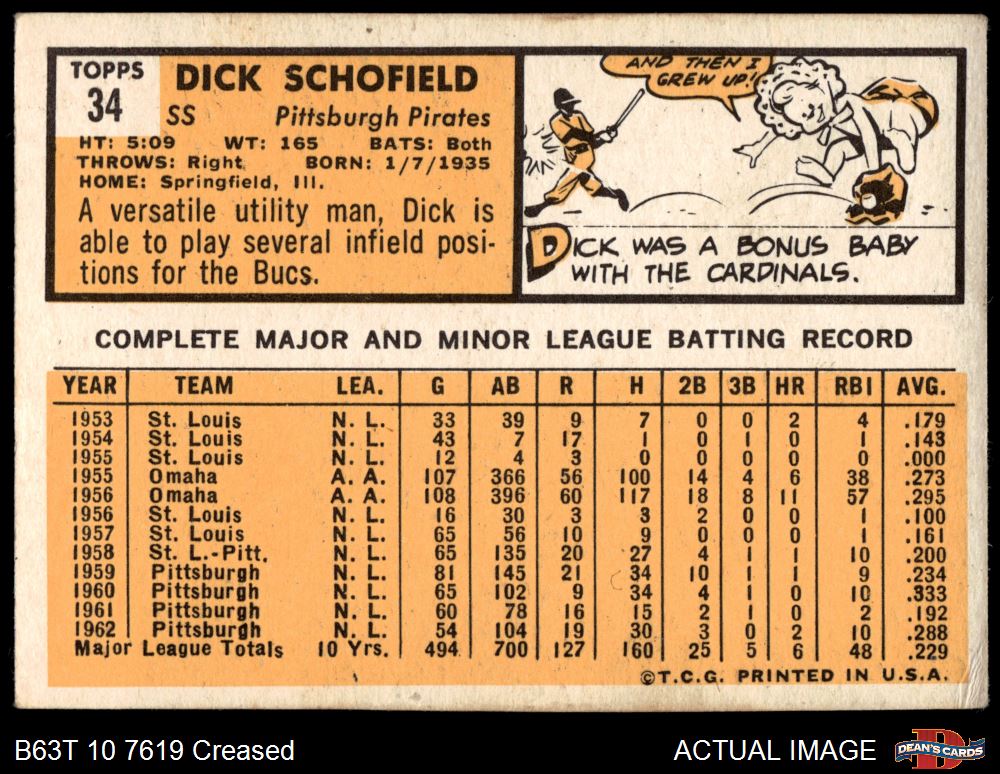 TOPPS
34
DICK SCHOFIELD
SS Pittsburgh Pirates
HT: 5:09 WT: 165 BATS: Both
THROWS: Right BORN: 1/7/1935
HOME: Springfield, Ill.
A versatile utility man, Dick is
able to play several infield posi-
tions for the Bucs.
AND THEN I
GREW UP!
DICK WAS A BONUS BABY
WITH THE CARDINALS.
COMPLETE MAJOR AND MINOR LEAGUE BATTING RECORD
YEAR TEAM LEA. G AB R H 2B 3B HR RBI AVG.
1953 St. Louis N. L. 33 39 9 7 0 0 2 4 .179
1954 St. Louis N. L. 43 7 17 1 0 1 0 1 .143
1955 St. Louis N. L. 12 4 3 0 0 0 0 0 .000
1955 Omaha A. A. 107 366 56 100 14 4 6 38 .273
1956 Omaha A. A. 108 396 60 117 18 8 11 57 .295
1956 St. Louis N. L. 16 30 3 3 2 0 0 1 .100
1957 St. Louis N. L. 65 56 10 9 0 0 0 1 .161
1958 St. L.-Pitt. N. L. 65 135 20 27 4 1 1 10 .200
1959 Pittsburgh N. L. 81 145 21 34 10 1 1 9 .234
1960 Pittsburgh N. L. 65 102 9 34 4 1 0 10 .333
1961 Pittsburgh N. L. 60 78 16 15 2 1 0 2 .192
1962 Pittsburgh N. L. 54 104 19 30 3 0 2 10 .288
Major League Totals 10 Yrs. 494 700 127 160 25 5 6 48 .229
©T.C.G. PRINTED IN U.S.A.
B63T 10 7619 Creased
ACTUAL IMAGE
DEAN'S CARDS